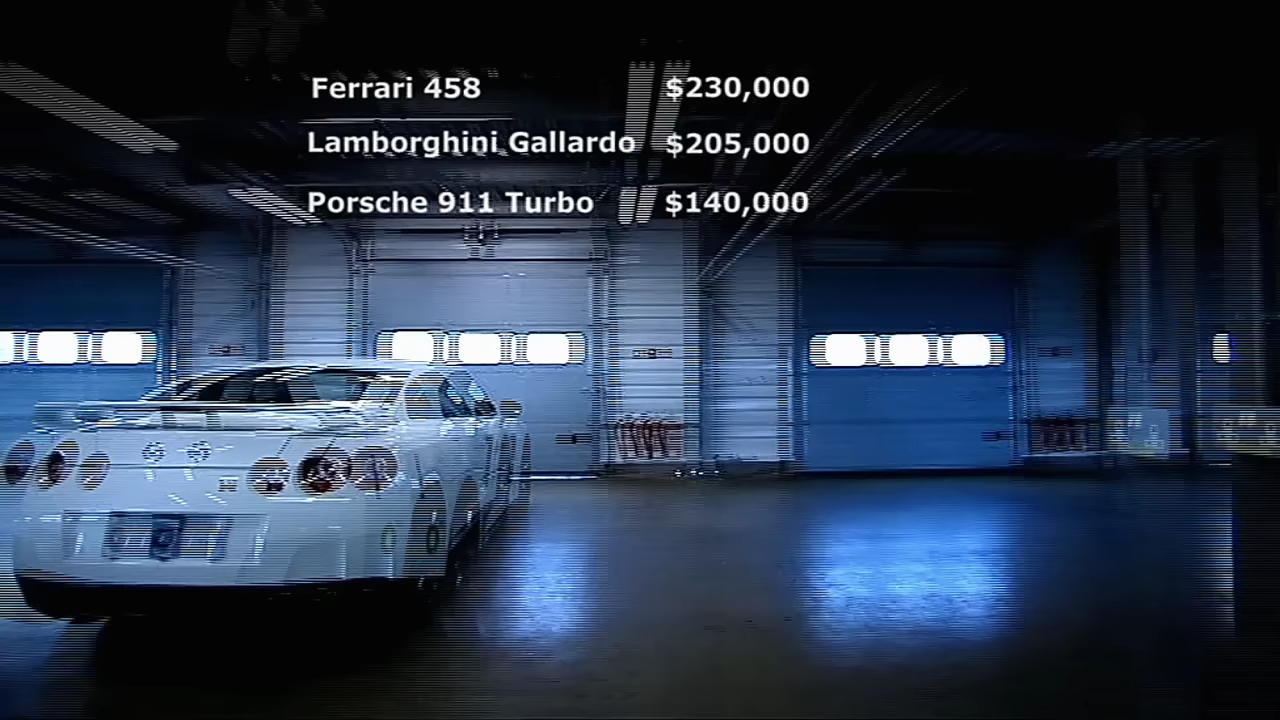 Ferrari 458 $230,000
Lamborghini Gallardo $205,000
Porsche 911 Turbo $140,000